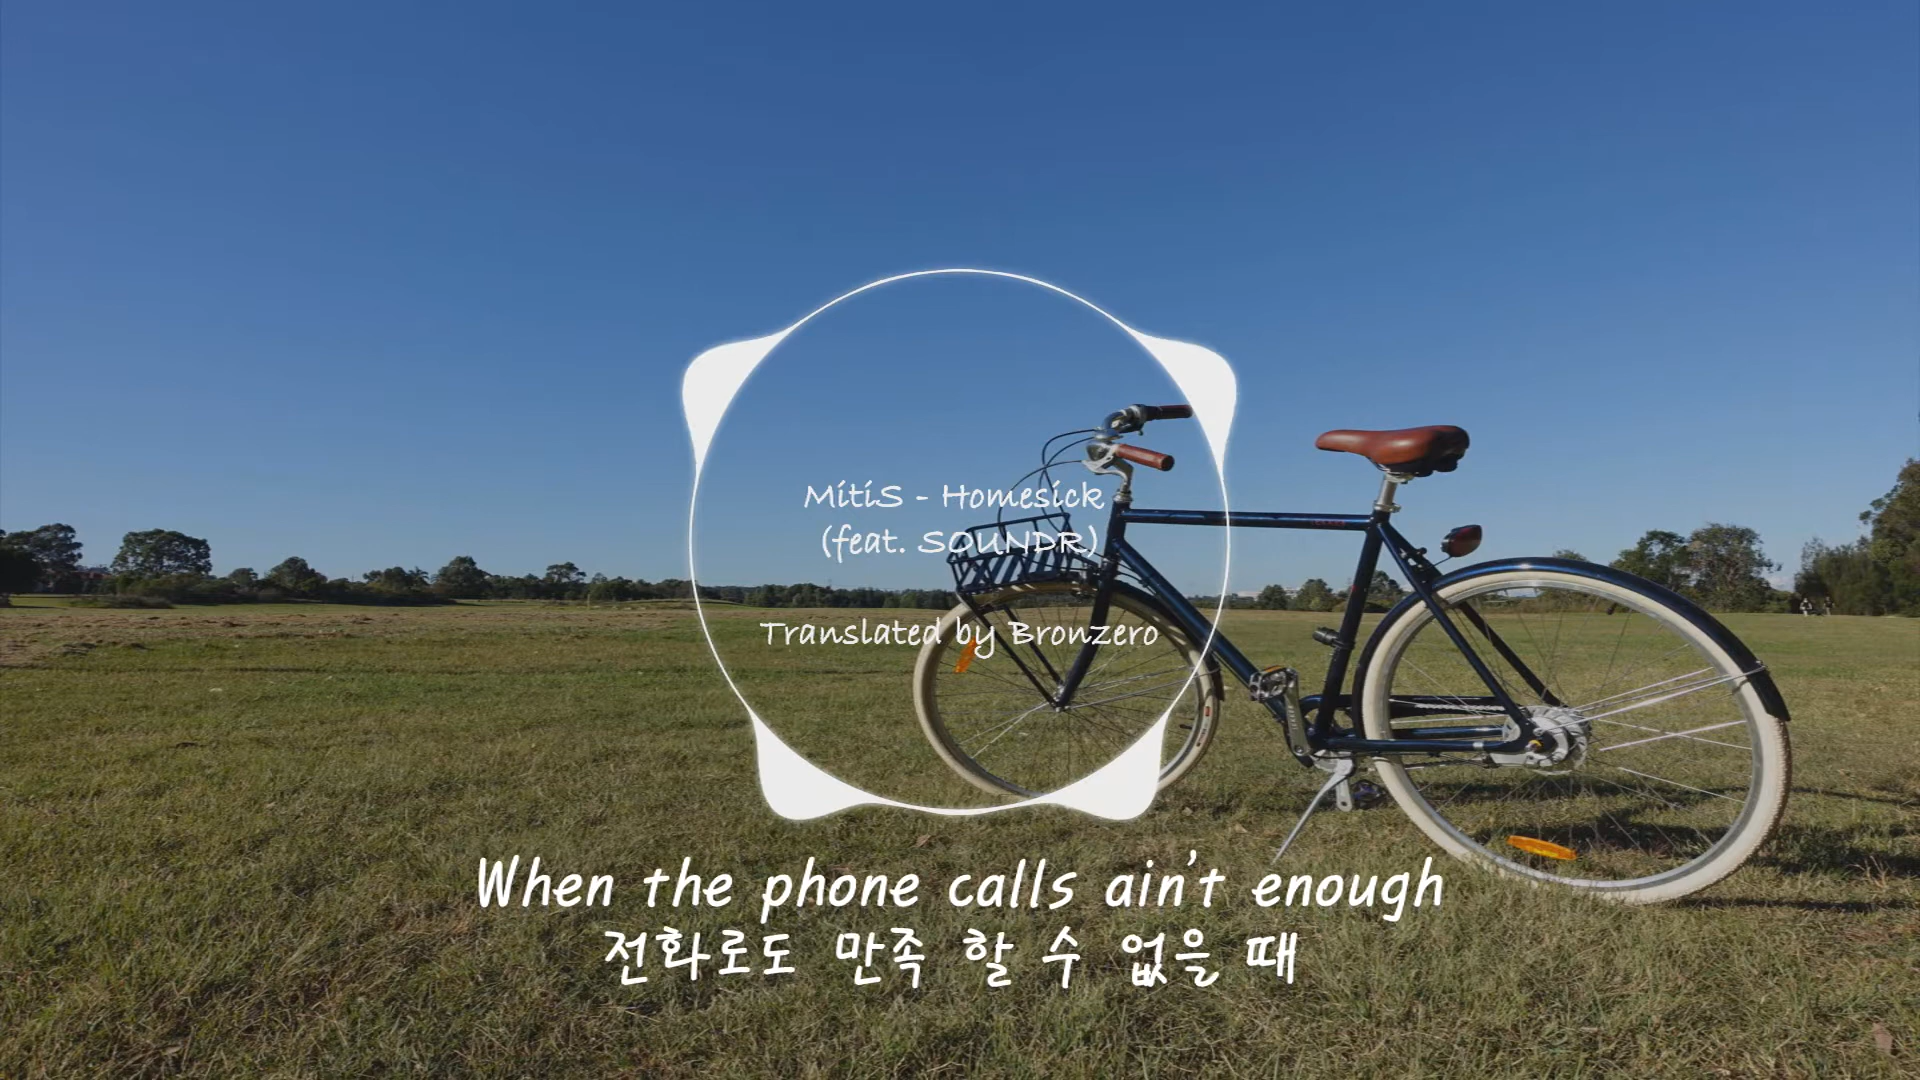 MitiS - Homesick
(feat. SOUNDR)
Translated by Bronzero
When the phone calls ain't enough
전화로도 만족 할 수 없을 때